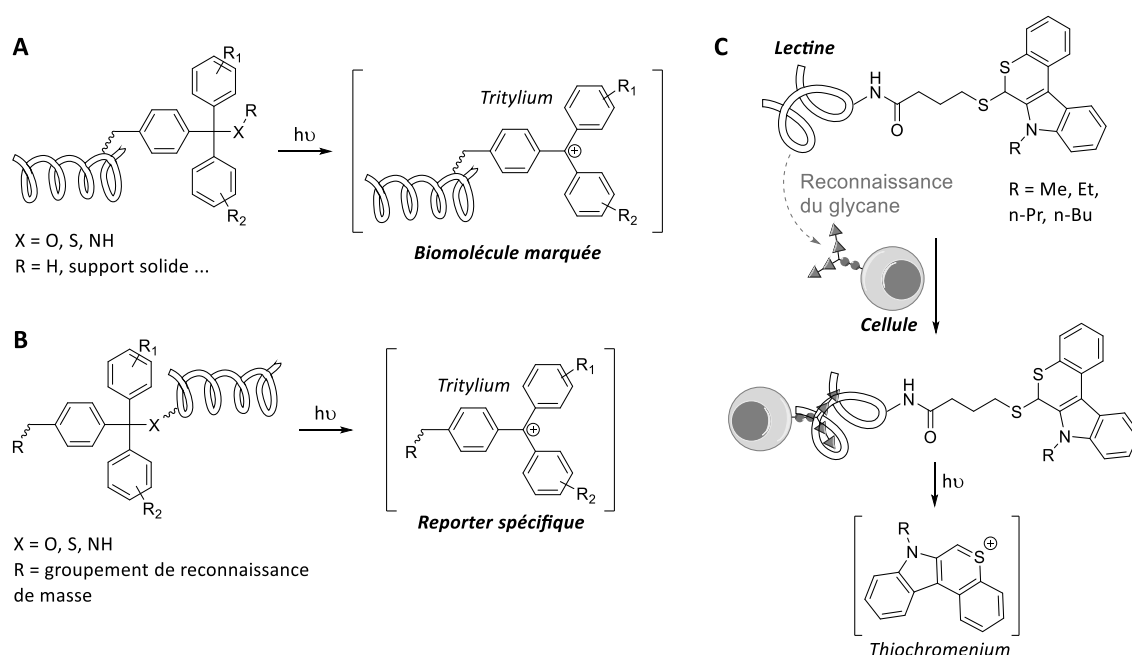 A
R1
R
X
R2
X = O, S, NH
R = H, support solide ...
hυ
Tritylium
R1
+
R2
Biomolécule marquée
B
R1
X
R
R2
X = O, S, NH
R = groupement de reconnaissance
de masse
hυ
Tritylium
R1
+
R
R2
Reporter spécifique
C
Lectine
H
N
O
S
S
N
R
R = Me, Et,
n-Pr, n-Bu
Reconnaissance
du glycane
Cellule
H
N
O
S
S
N
R
hυ
R
N
S
+
Thiochromenium